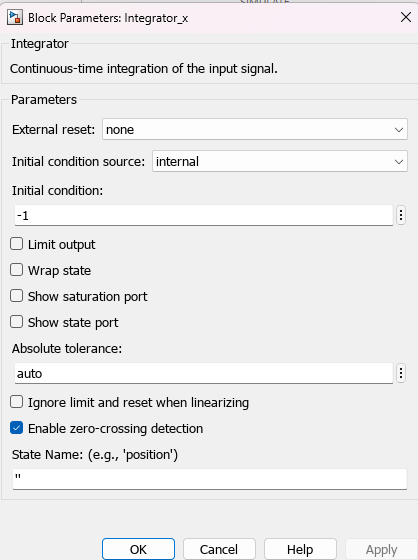 Block Parameters: Integrator_x
Integrator
Continuous-time integration of the input signal.
Parameters
External reset: none
Initial condition source: internal
Initial condition:
-1
Limit output
Wrap state
Show saturation port
Show state port
Absolute tolerance:
auto
Ignore limit and reset when linearizing
Enable zero-crossing detection
State Name: (e.g., 'position')
''
OK Cancel Help Apply